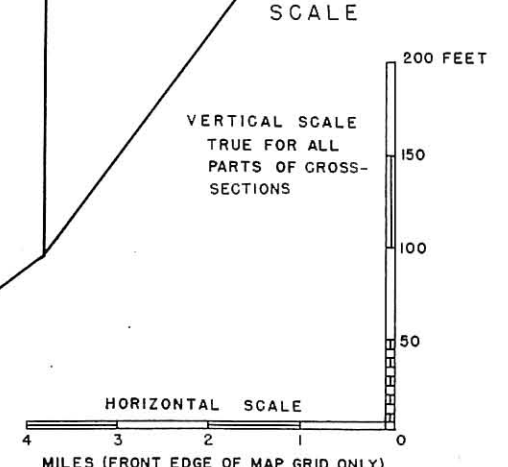 SCALE
200 FEET
VERTICAL SCALE
TRUE FOR ALL
PARTS OF CROSS-
SECTIONS
150
100
50
HORIZONTAL SCALE
4 3 2 1 0
MILES (FRONT EDGE OF MAP GRID ONLY)